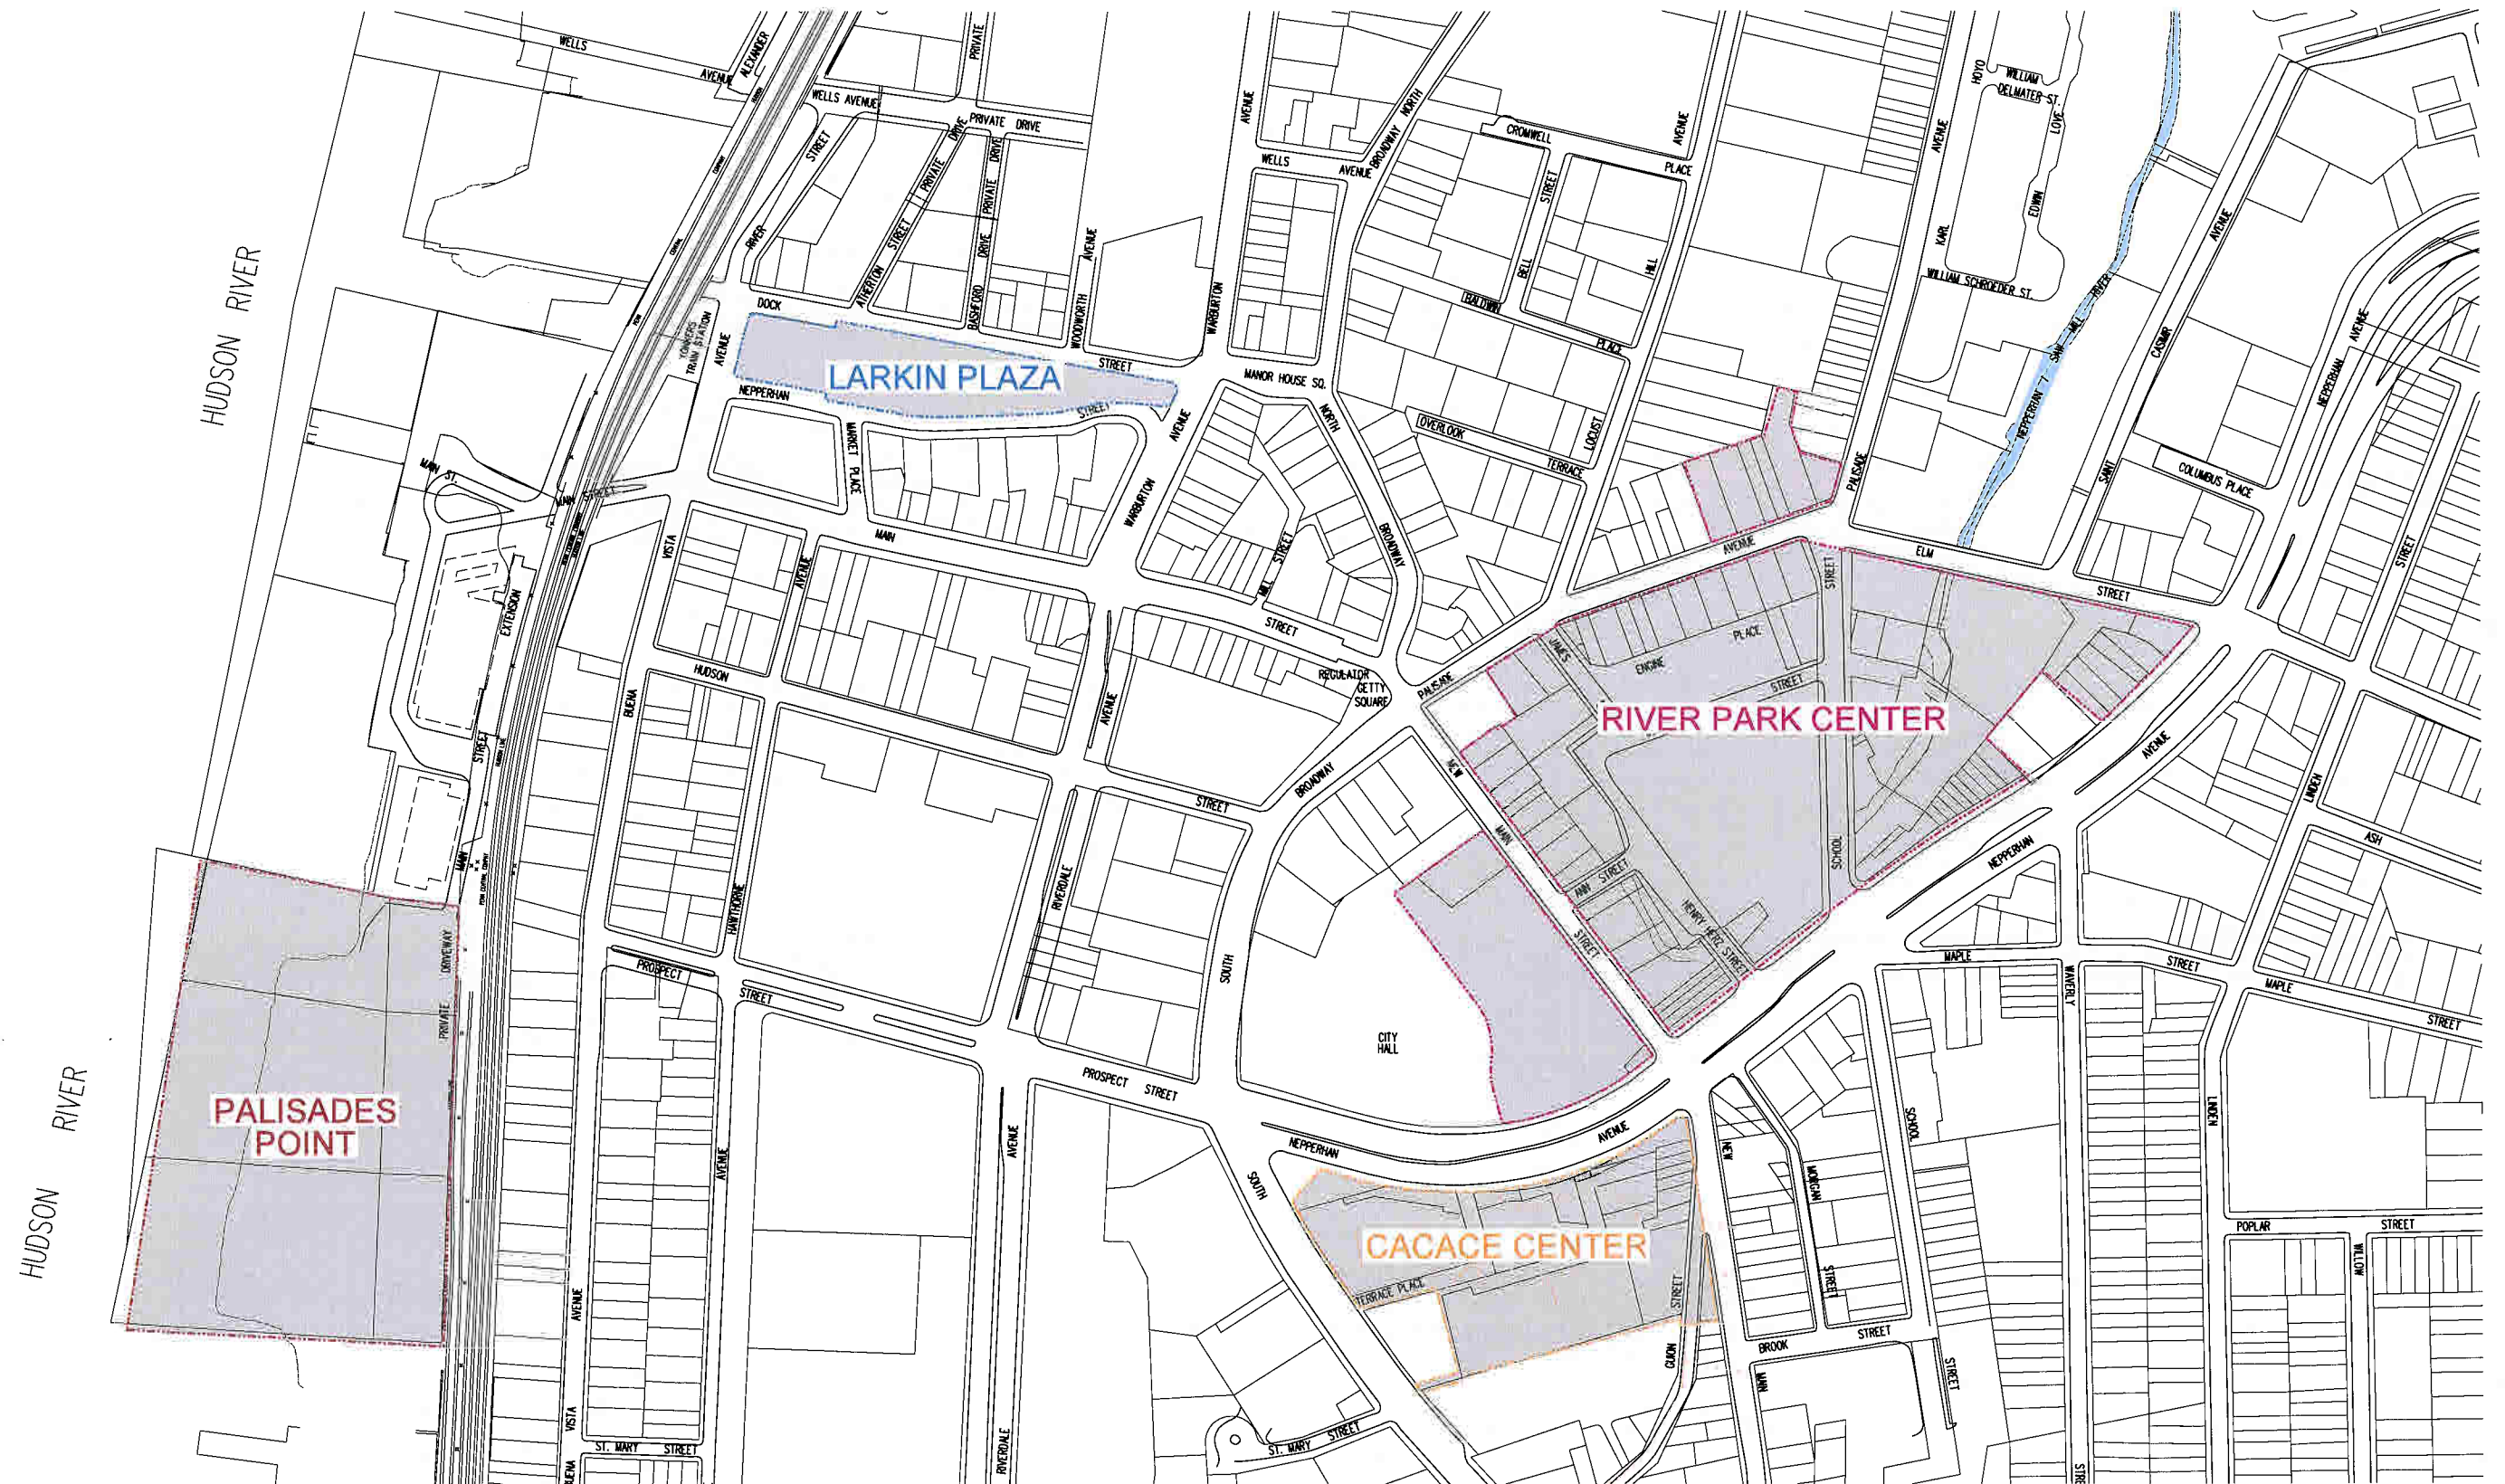 WELLS
AVENUE
ALEXANDER
PRIVATE
WELLS AVENUE
PRIVATE DRIVE
STREET
RIVER
PRIVATE
DRIVE
ATHERTON
STREET
BASHFORD
DRIVE
PRIVATE
DRIVE
WOODWORTH
AVENUE
AVENUE
WARBURTON
WELLS
AVENUE
BROADWAY
NORTH
CROMWELL
PLACE
AVENUE
BELL
STREET
HILL
LOCUST
BALDWIN
PLACE
OVERLOOK
TERRACE
HOYO
WILLIAM
DELMATER ST.
LOVE
EDWIN
KARL
AVENUE
WILLIAM SCHROEDER ST.
NEPPERHAN
SAW
MILL
RIVER
SAINT
CASIMIR
AVENUE
NEPPERHAN
AVENUE
COLUMBUS PLACE
STREET
HUDSON RIVER
YONKERS
TRAIN STATION
AVENUE
DOCK
STREET
LARKIN PLAZA
NEPPERHAN
STREET
MARKET PLACE
WARBURTON
AVENUE
MANOR HOUSE SQ.
NORTH
BROADWAY
PALISADE
MAIN ST.
MAIN
STREET
EXTENSION
VISTA
BUENA
AVENUE
MAIN
STREET
MILL
STREET
AVENUE
ELM
STREET
HUDSON
STREET
AVENUE
REGULATOR
GETTY
SQUARE
PALISADE
JAMES
ENGINE
PLACE
STREET
STREET
RIVER PARK CENTER
SCHOOL
NEW
MAIN
STREET
ANN STREET
HENRY HERZ STREET
BROADWAY
SOUTH
RIVERDALE
HAWTHORNE
STREET
MAIN
NEPPERHAN
AVENUE
LINDEN
ASH
MAPLE
STREET
MAPLE
STREET
WAVERLY
PROSPECT
STREET
PROSPECT STREET
CITY
HALL
DRIVEWAY
PRIVATE
PALISADES
POINT
HUDSON RIVER
NEPPERHAN
AVENUE
SOUTH
CACACE CENTER
TERRACE PLACE
GUION
STREET
NEW
MAIN
MORGAN
STREET
SCHOOL
STREET
BROOK
STREET
LINDEN
POPLAR
STREET
WILLOW
AVENUE
AVENUE
RIVERDALE
AVENUE
VISTA
BUENA
ST. MARY
STREET
ST. MARY
STREET